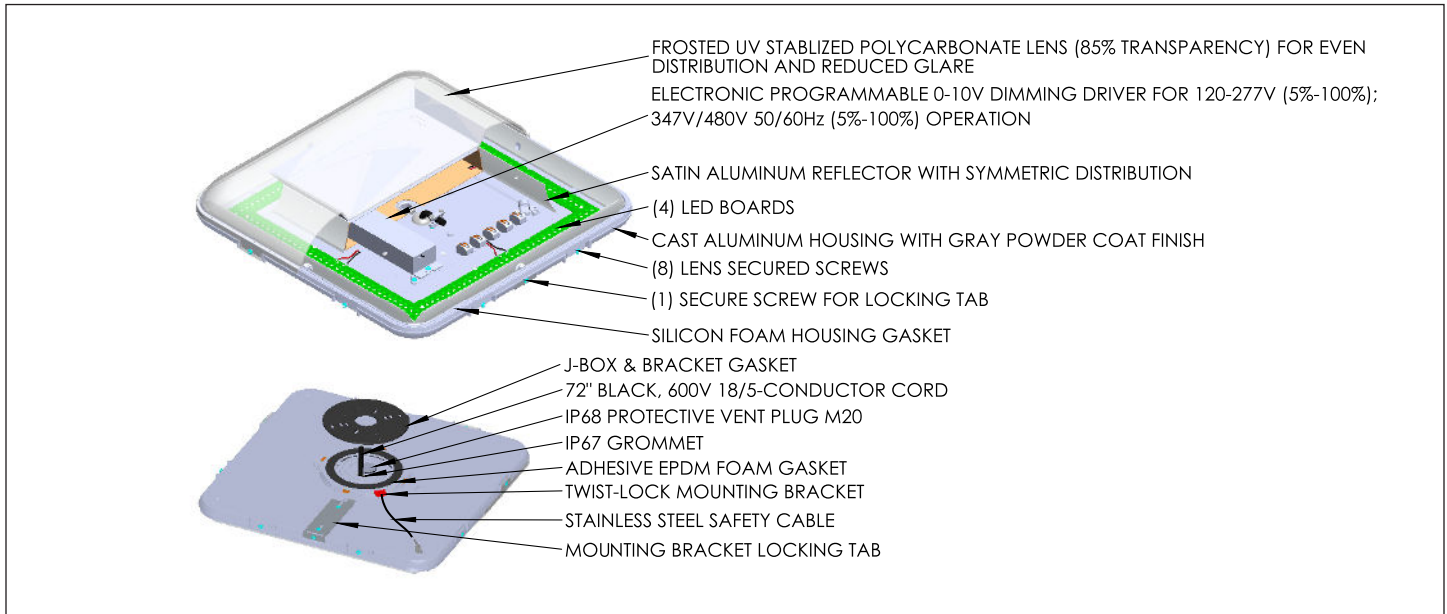 FROSTED UV STABLIZED POLYCARBONATE LENS (85% TRANSPARENCY) FOR EVEN
DISTRIBUTION AND REDUCED GLARE
ELECTRONIC PROGRAMMABLE 0-10V DIMMING DRIVER FOR 120-277V (5%-100%);
347V/480V 50/60Hz (5%-100%) OPERATION
SATIN ALUMINUM REFLECTOR WITH SYMMETRIC DISTRIBUTION
(4) LED BOARDS
CAST ALUMINUM HOUSING WITH GRAY POWDER COAT FINISH
(8) LENS SECURED SCREWS
(1) SECURE SCREW FOR LOCKING TAB
SILICON FOAM HOUSING GASKET
J-BOX & BRACKET GASKET
72" BLACK, 600V 18/5-CONDUCTOR CORD
IP68 PROTECTIVE VENT PLUG M20
IP67 GROMMET
ADHESIVE EPDM FOAM GASKET
TWIST-LOCK MOUNTING BRACKET
STAINLESS STEEL SAFETY CABLE
MOUNTING BRACKET LOCKING TAB